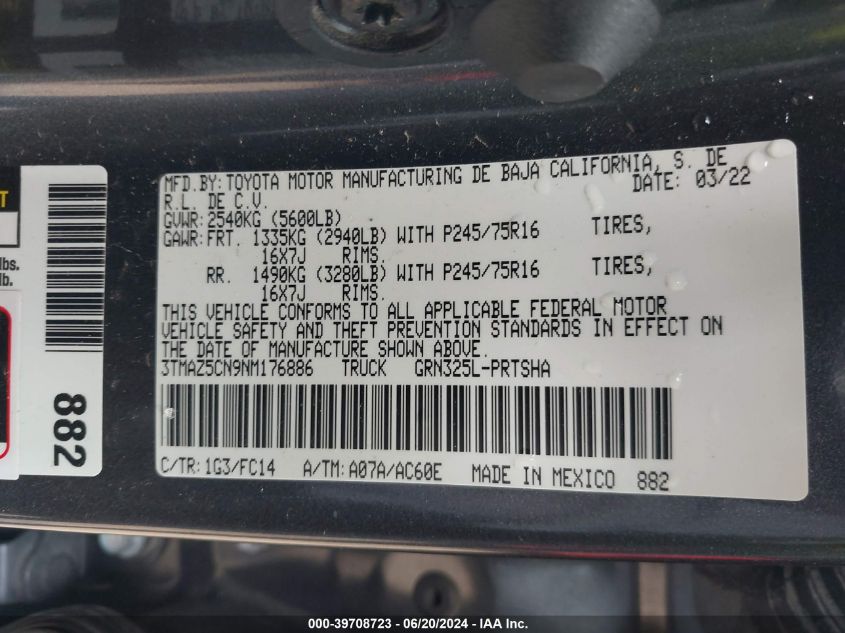 MFD.BY: TOYOTA MOTOR MANUFACTURING DE BAJA CALIFORNIA, S. DE
R.L. DE C.V. DATE: 03/22
GVWR: 2540KG (5600LB)
GAWR: FRT. 1335KG (2940LB) WITH P245/75R16 TIRES,
16X7J RIMS.
RR. 1490KG (3280LB) WITH P245/75R16 TIRES,
16X7J RIMS.
THIS VEHICLE CONFORMS TO ALL APPLICABLE FEDERAL MOTOR
VEHICLE SAFETY AND THEFT PREVENTION STANDARDS IN EFFECT ON
THE DATE OF MANUFACTURE SHOWN ABOVE.
3TMAZ5CN9NM176886 TRUCK GRN325L-PRTSHA
C/TR: 1G3/FC14 A/TM: A07A/AC60E MADE IN MEXICO 882
lbs.
lb.
882
000-39708723 - 06/20/2024 - IAA Inc.